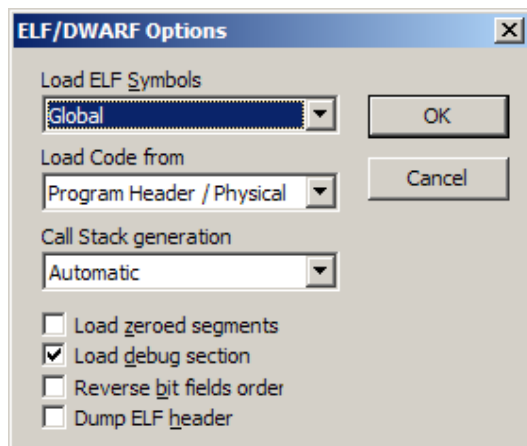 ELF/DWARF Options
Load ELF Symbols
Global
OK
Load Code from
Program Header / Physical
Cancel
Call Stack generation
Automatic
Load zeroed segments
Load debug section
Reverse bit fields order
Dump ELF header